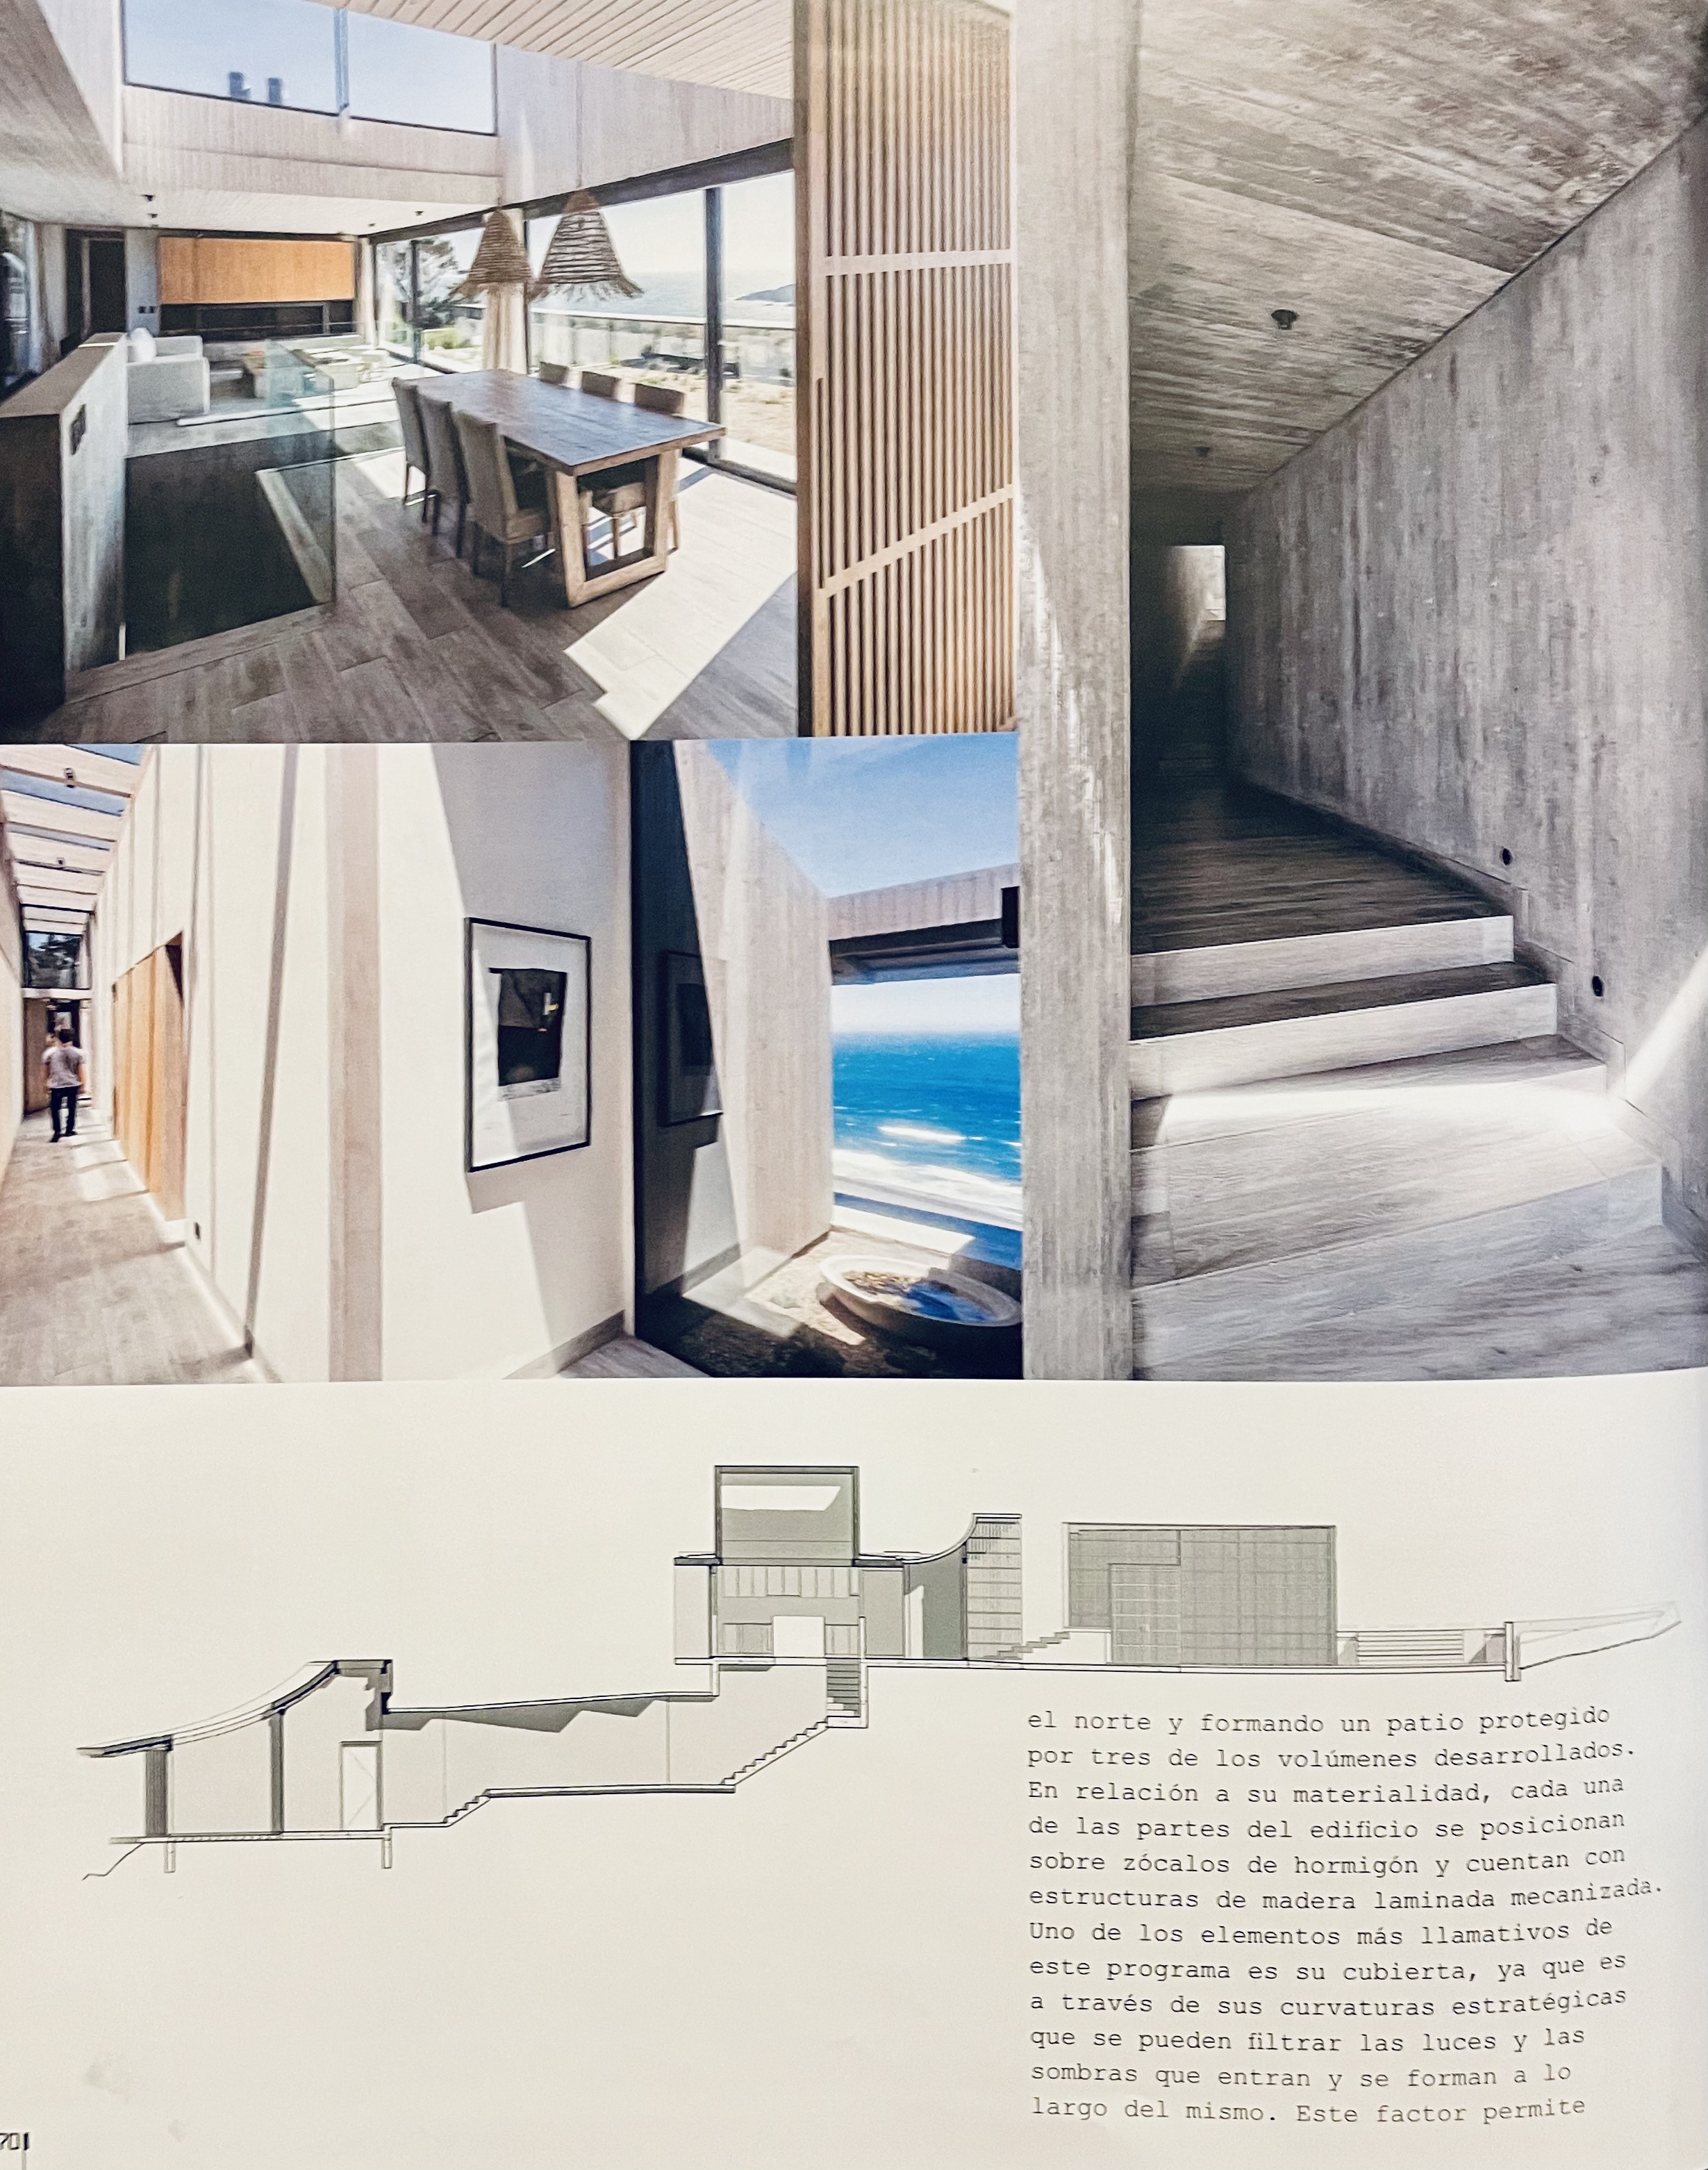 el norte y formando un patio protegido
por tres de los volúmenes desarrollados.
En relación a su materialidad, cada una
de las partes del edificio se posicionan
sobre zócalos de hormigón y cuentan con
estructuras de madera laminada mecanizada.
Uno de los elementos más llamativos de
este programa es su cubierta, ya que es
a través de sus curvaturas estratégicas
que se pueden filtrar las luces y las
sombras que entran y se forman a lo
largo del mismo. Este factor permite
70